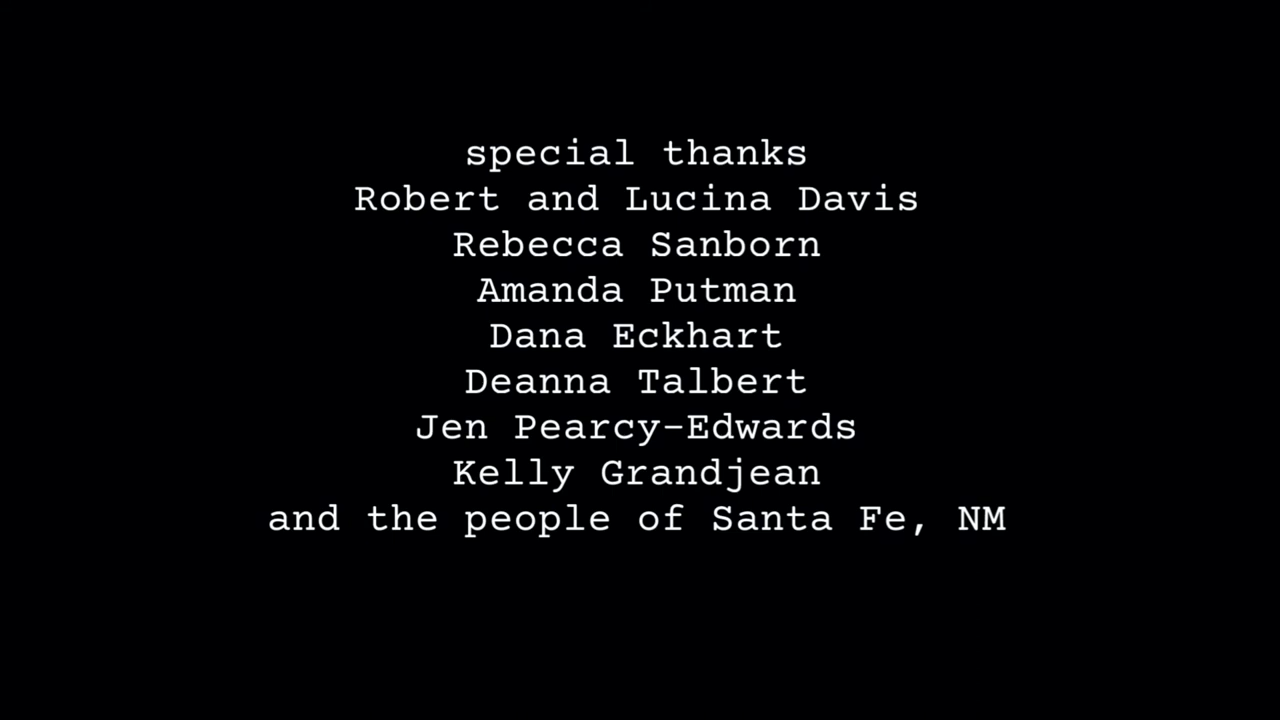 special thanks
Robert and Lucina Davis
Rebecca Sanborn
Amanda Putman
Dana Eckhart
Deanna Talbert
Jen Pearcy-Edwards
Kelly Grandjean
and the people of Santa Fe, NM